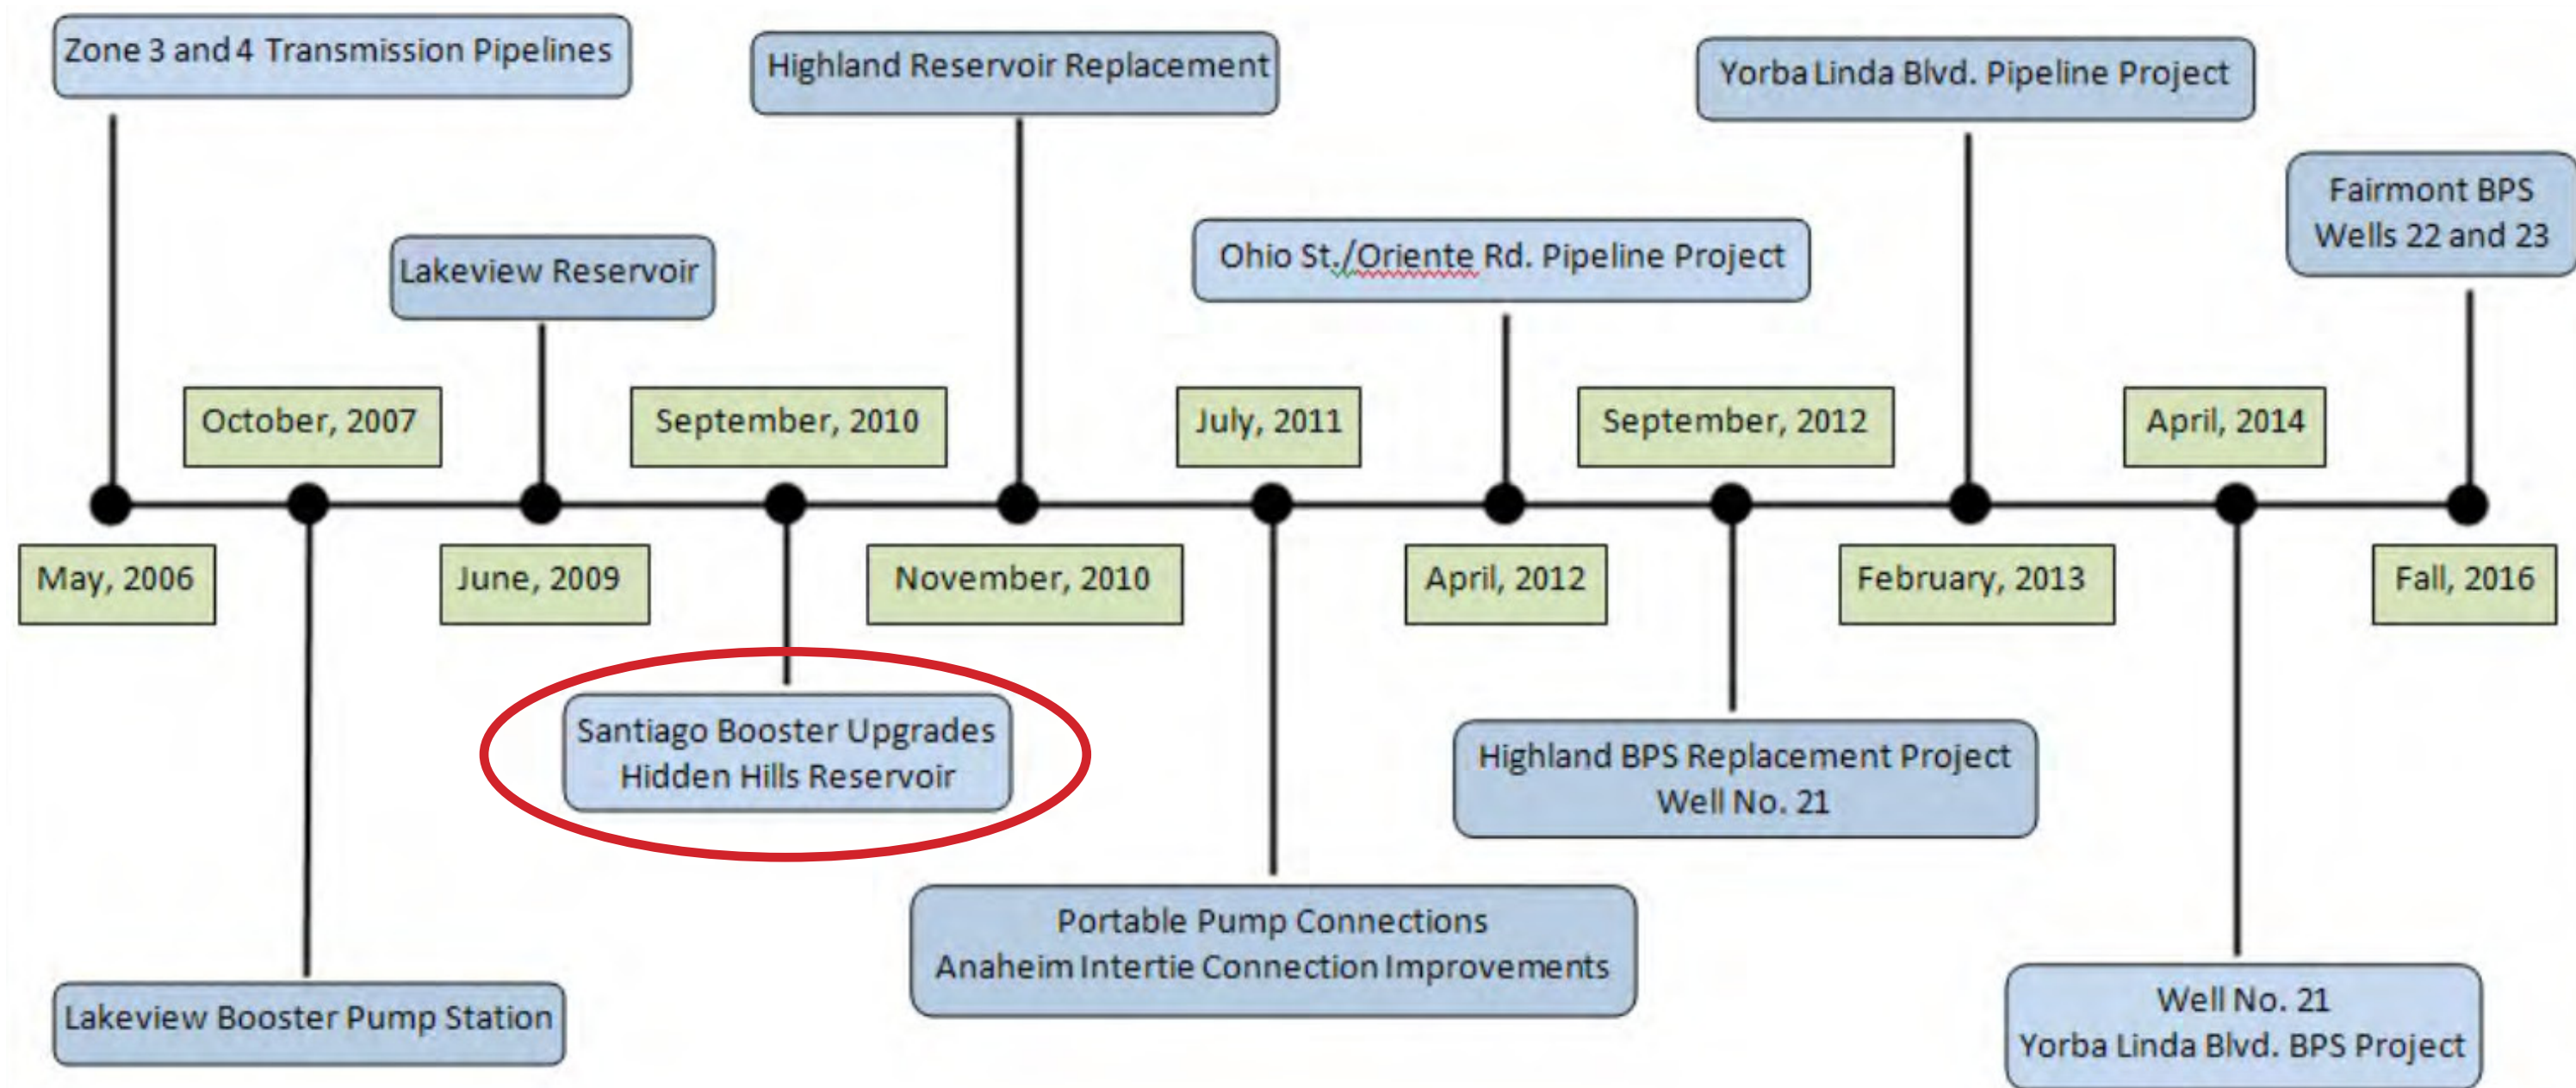 Zone 3 and 4 Transmission Pipelines
Highland Reservoir Replacement
Yorba Linda Blvd. Pipeline Project
Fairmont BPS
Wells 22 and 23
Lakeview Reservoir
Ohio St./Oriente Rd. Pipeline Project
October, 2007
September, 2010
July, 2011
September, 2012
April, 2014
May, 2006
June, 2009
November, 2010
April, 2012
February, 2013
Fall, 2016
Santiago Booster Upgrades
Hidden Hills Reservoir
Highland BPS Replacement Project
Well No. 21
Portable Pump Connections
Anaheim Intertie Connection Improvements
Lakeview Booster Pump Station
Well No. 21
Yorba Linda Blvd. BPS Project